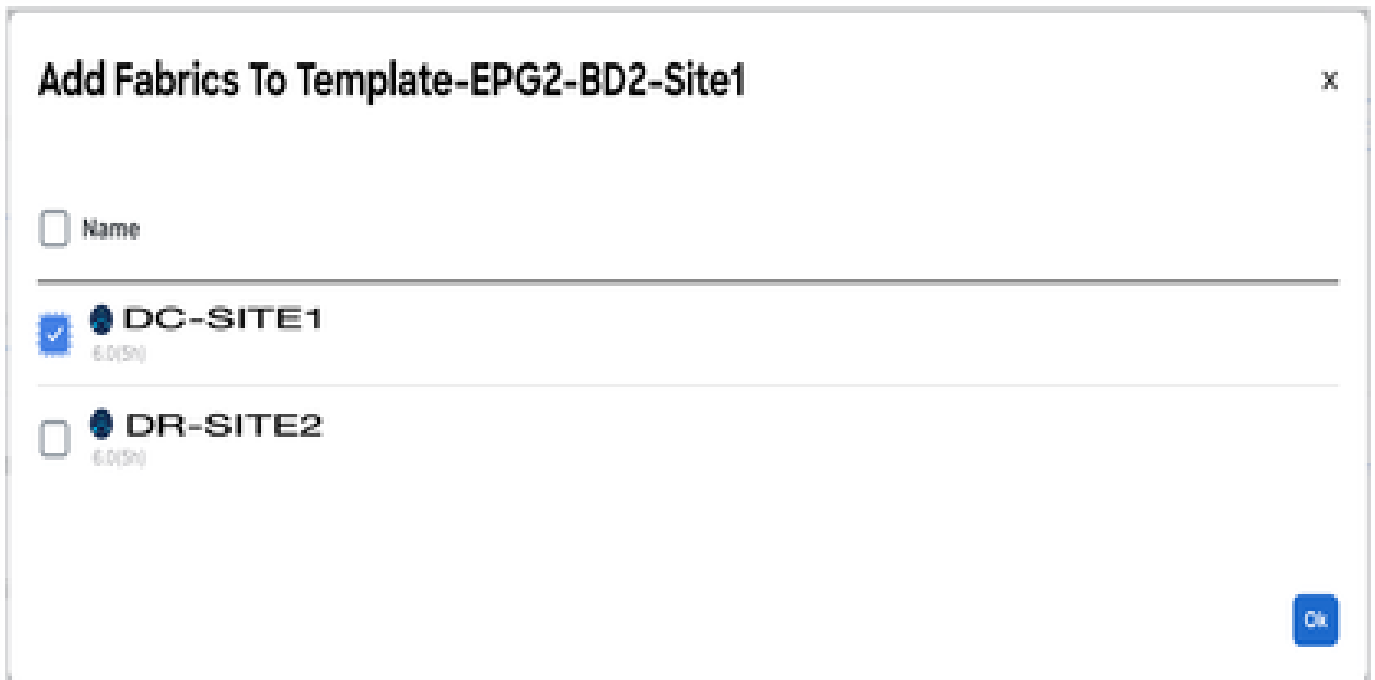 Add Fabrics To Template-EPG2-BD2-Site1
X
Name
DC-SITE1
6.0(5h)
DR-SITE2
6.0(5h)
Ok